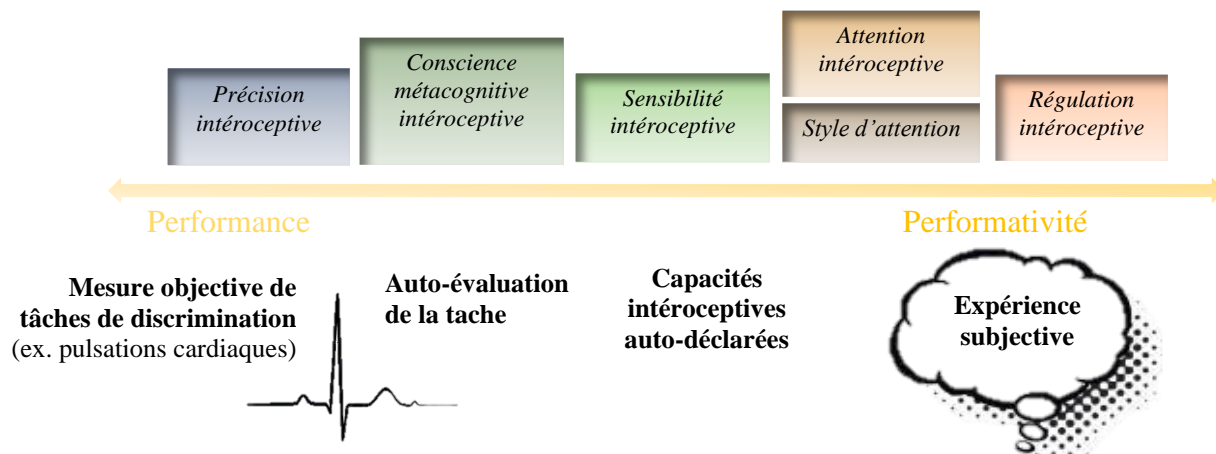 Précision
intéroceptive
Conscience
métacognitive
intéroceptive
Sensibilité
intéroceptive
Attention
intéroceptive
Style d'attention
Régulation
intéroceptive
Performance
Performativité
Mesure objective de
tâches de discrimination
(ex. pulsations cardiaques)
Auto-évaluation
de la tache
Capacités
intéroceptives
auto-déclarées
Expérience
subjective